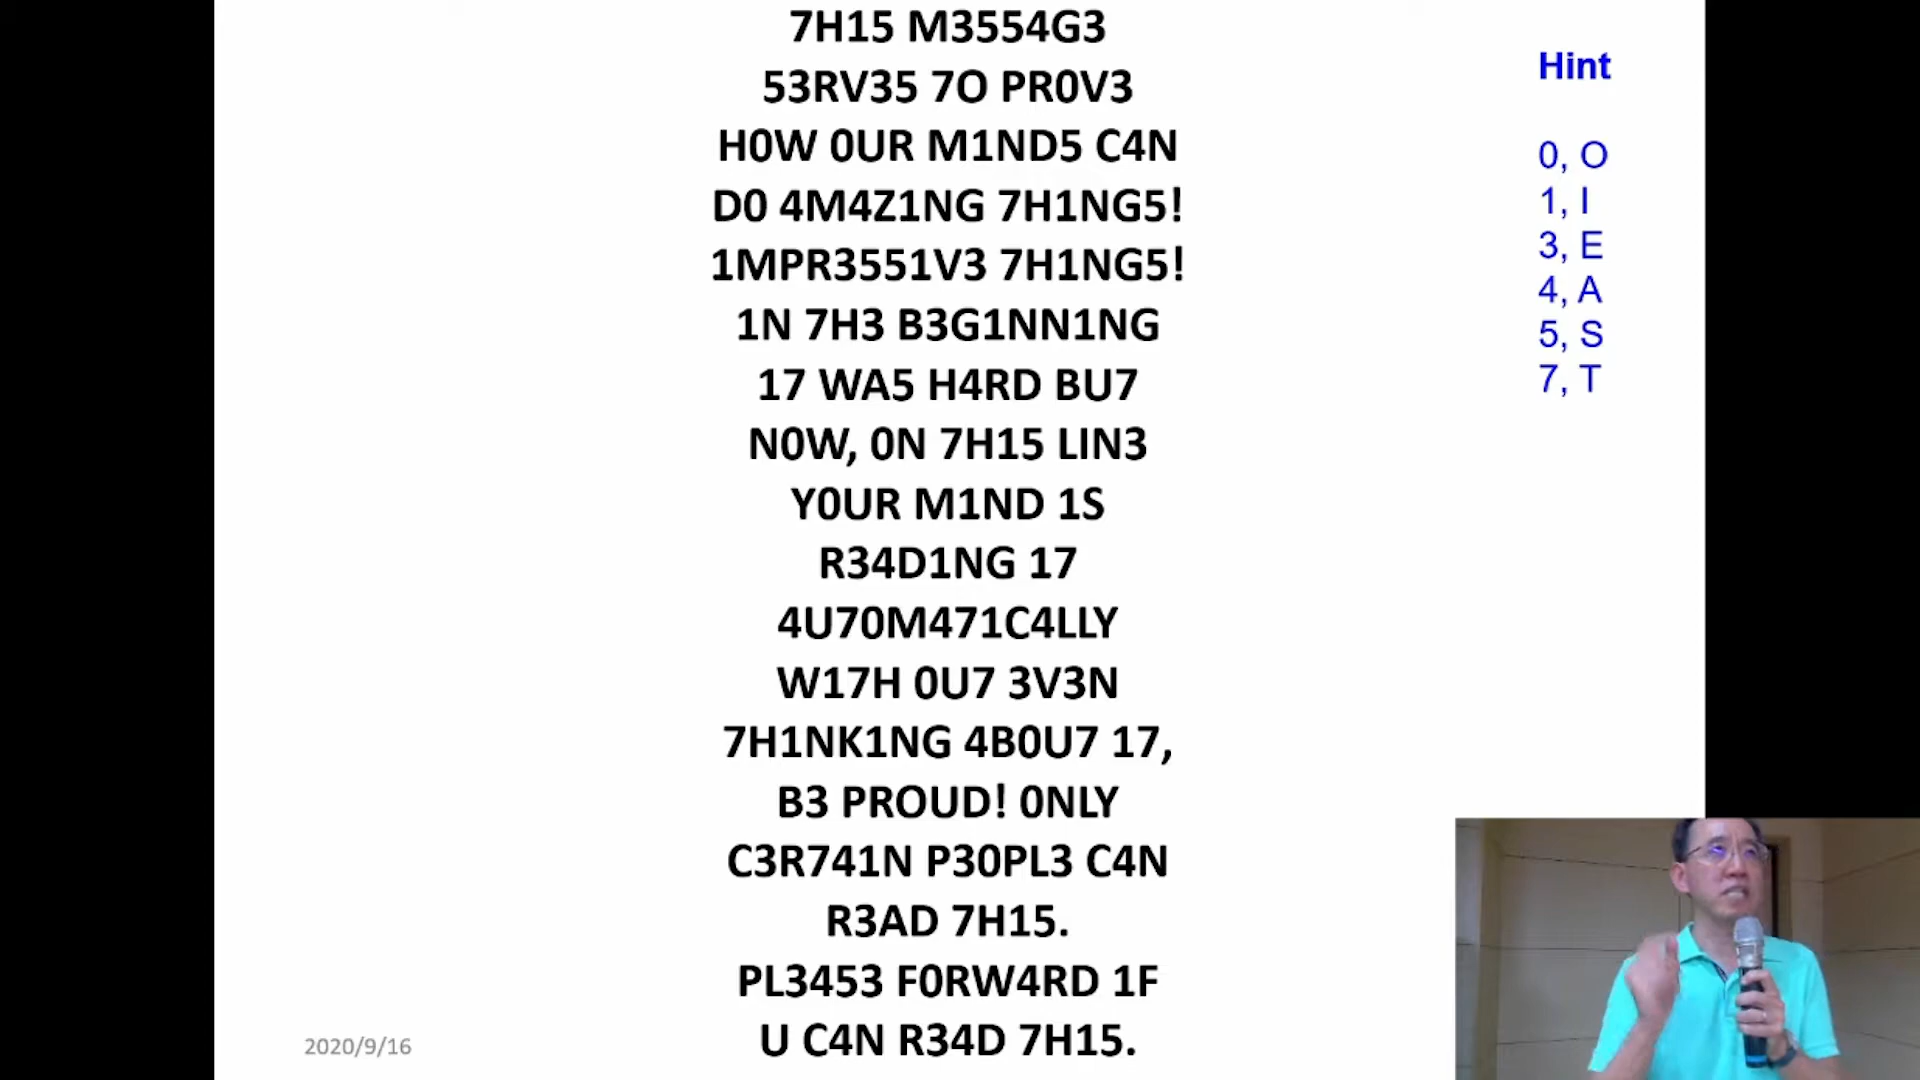 7H15 M3554G3
53RV35 7O PR0V3
H0W 0UR M1ND5 C4N
D0 4M4Z1NG 7H1NG5!
1MPR3551V3 7H1NG5!
1N 7H3 B3G1NN1NG
17 WA5 H4RD BU7
N0W, 0N 7H15 LIN3
Y0UR M1ND 1S
R34D1NG 17
4U70M471C4LLY
W17H 0U7 3V3N
7H1NK1NG 4B0U7 17,
B3 PROUD! 0NLY
C3R741N P30PL3 C4N
R3AD 7H15.
PL3453 F0RW4RD 1F
U C4N R34D 7H15.
Hint
0, O
1, I
3, E
4, A
5, S
7, T
2020/9/16